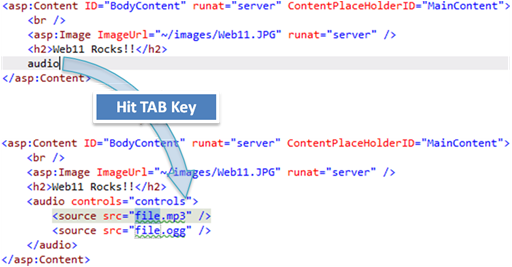 <asp:Content ID="BodyContent" runat="server" ContentPlaceHolderID="MainContent">
<br />
<asp:Image ImageUrl="~/images/Web11.JPG" runat="server" />
<h2>Web11 Rocks!!</h2>
audio
</asp:Content>
Hit TAB Key
<asp:Content ID="BodyContent" runat="server" ContentPlaceHolderID="MainContent">
<br />
<asp:Image ImageUrl="~/images/Web11.JPG" runat="server" />
<h2>Web11 Rocks!!</h2>
<audio controls="controls">
<source src="file.mp3" />
<source src="file.ogg" />
</audio>
</asp:Content>